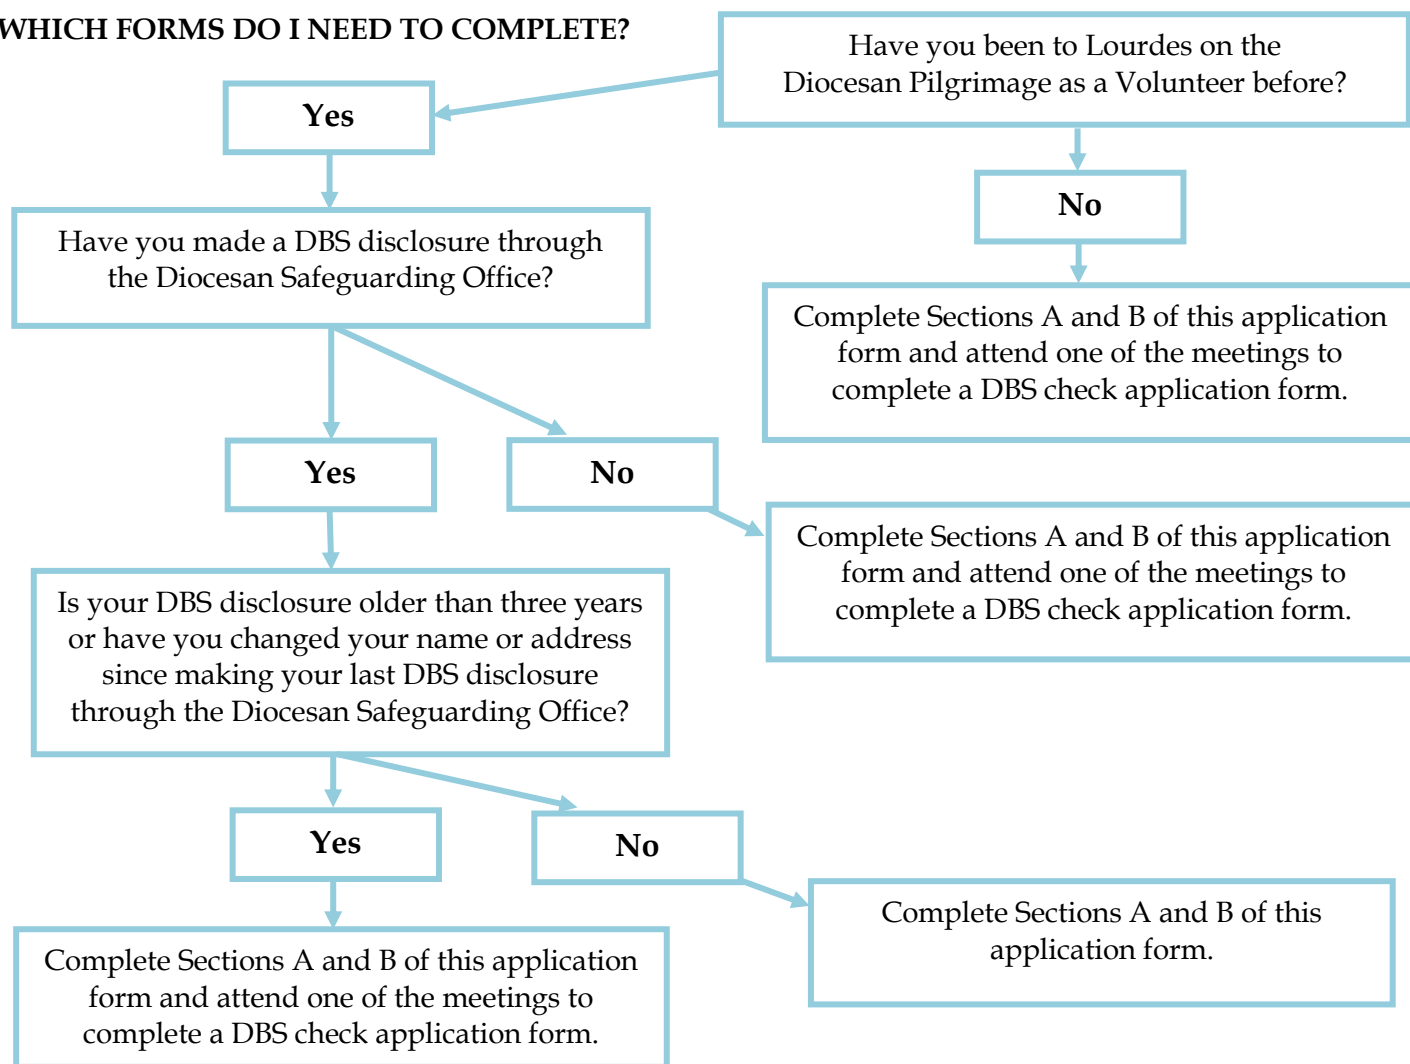 WHICH FORMS DO I NEED TO COMPLETE?
Have you been to Lourdes on the
Diocesan Pilgrimage as a Volunteer before?
Yes
No
Have you made a DBS disclosure through
the Diocesan Safeguarding Office?
Complete Sections A and B of this application
form and attend one of the meetings to
complete a DBS check application form.
Yes
No
Complete Sections A and B of this application
form and attend one of the meetings to
complete a DBS check application form.
Is your DBS disclosure older than three years
or have you changed your name or address
since making your last DBS disclosure
through the Diocesan Safeguarding Office?
Yes
No
Complete Sections A and B of this
application form.
Complete Sections A and B of this application
form and attend one of the meetings to
complete a DBS check application form.